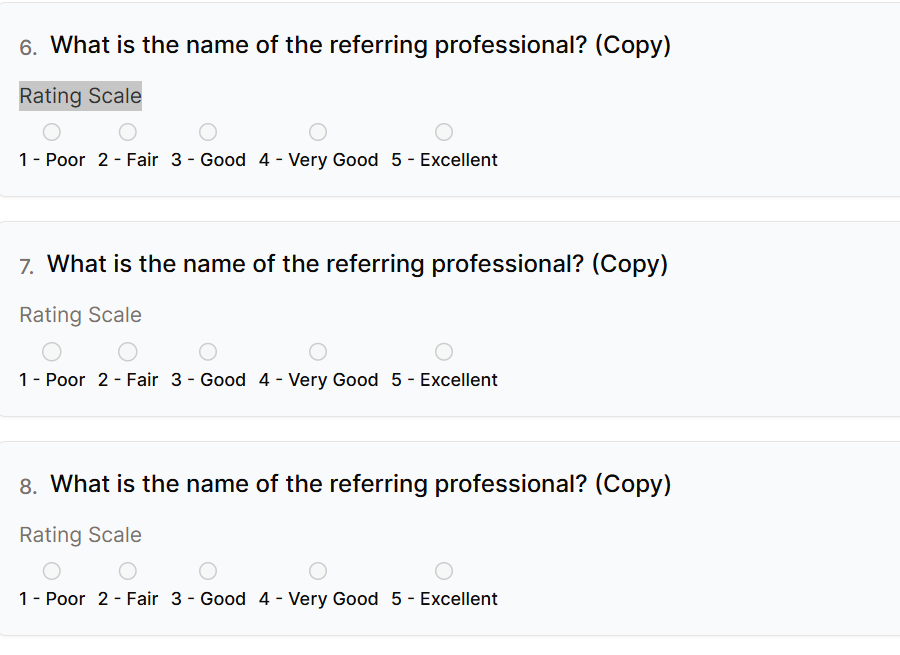 6. What is the name of the referring professional? (Copy)
Rating Scale
1 - Poor 2 - Fair 3 - Good 4 - Very Good 5 - Excellent
7. What is the name of the referring professional? (Copy)
Rating Scale
1 - Poor 2 - Fair 3 - Good 4 - Very Good 5 - Excellent
8. What is the name of the referring professional? (Copy)
Rating Scale
1 - Poor 2 - Fair 3 - Good 4 - Very Good 5 - Excellent